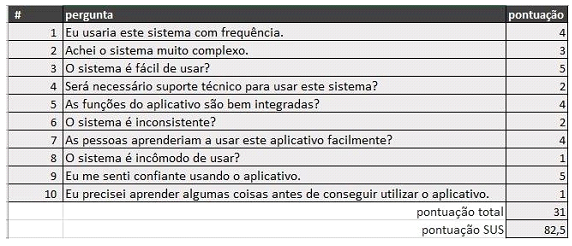 # pergunta pontuação
1 Eu usaria este sistema com frequência. 4
2 Achei o sistema muito complexo. 3
3 O sistema é fácil de usar? 5
4 Será necessário suporte técnico para usar este sistema? 2
5 As funções do aplicativo são bem integradas? 4
6 O sistema é inconsistente? 2
7 As pessoas aprenderiam a usar este aplicativo facilmente? 4
8 O sistema é incômodo de usar? 1
9 Eu me senti confiante usando o aplicativo. 5
10 Eu precisei aprender algumas coisas antes de conseguir utilizar o aplicativo. 1
pontuação total 31
pontuação SUS 82,5